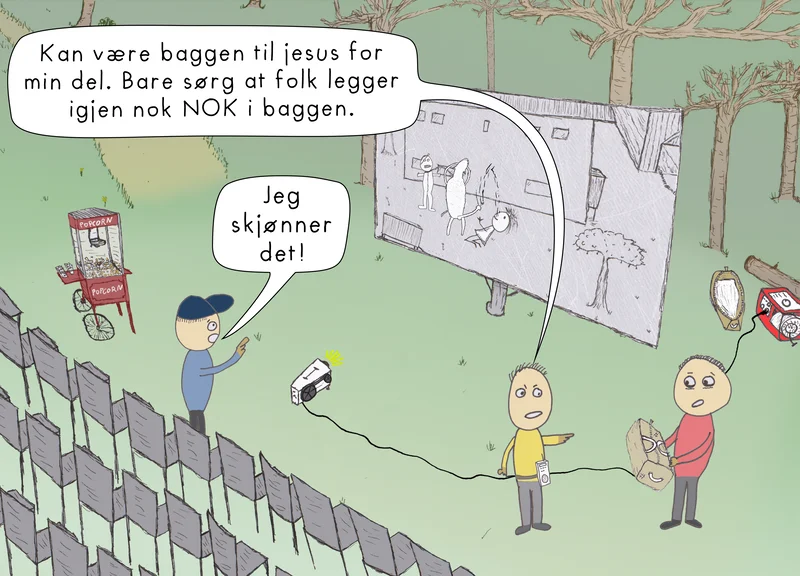 Kan være baggen til jesus for
min del. Bare sørg at folk legger
igjen nok NOK i baggen.
Jeg
skjønner
det!
POPCORN
POPCORN